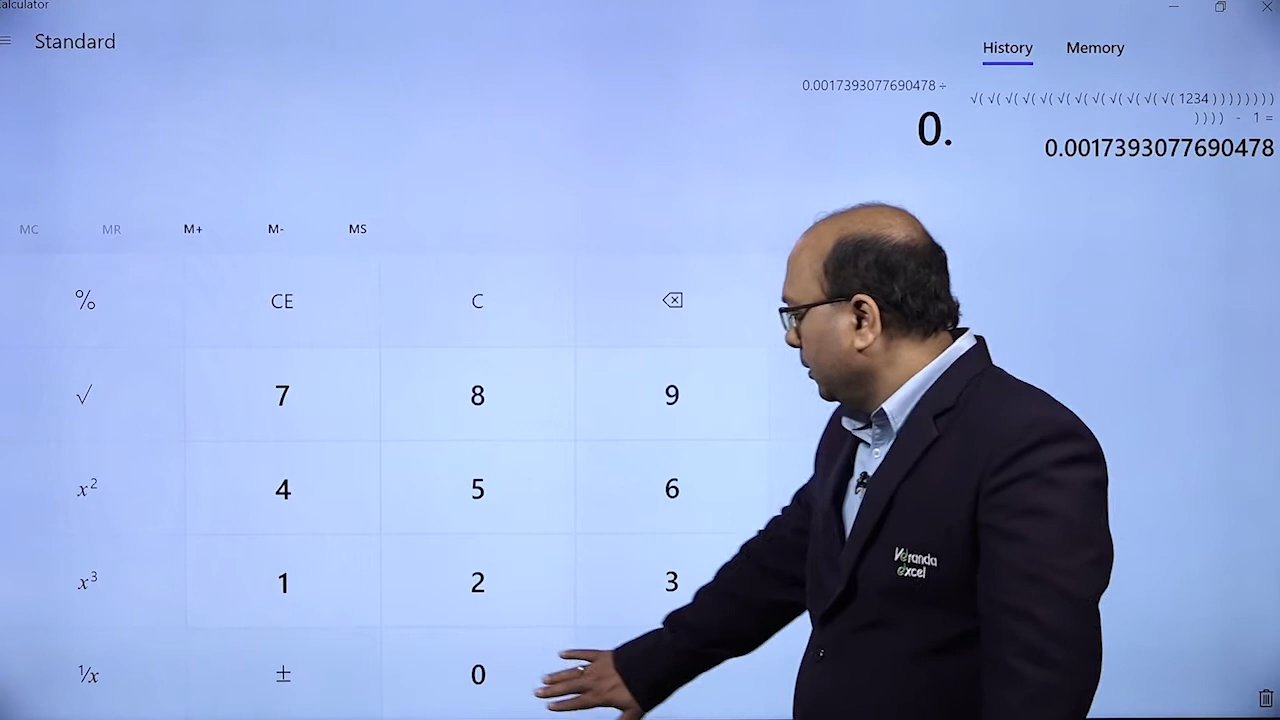 alculator
Standard
History Memory
0.0017393077690478 ÷
0.
√( √( √( √( √( √( √( √( √( √( √( √( 1234 ) ) ) ) ) ) ) )
) ) ) ) - 1 =
0.0017393077690478
MC MR M+ M- MS
% CE C
√ 7 8 9
x² 4 5 6
x³ 1 2 3
¹/x ± 0
Veranda
excel